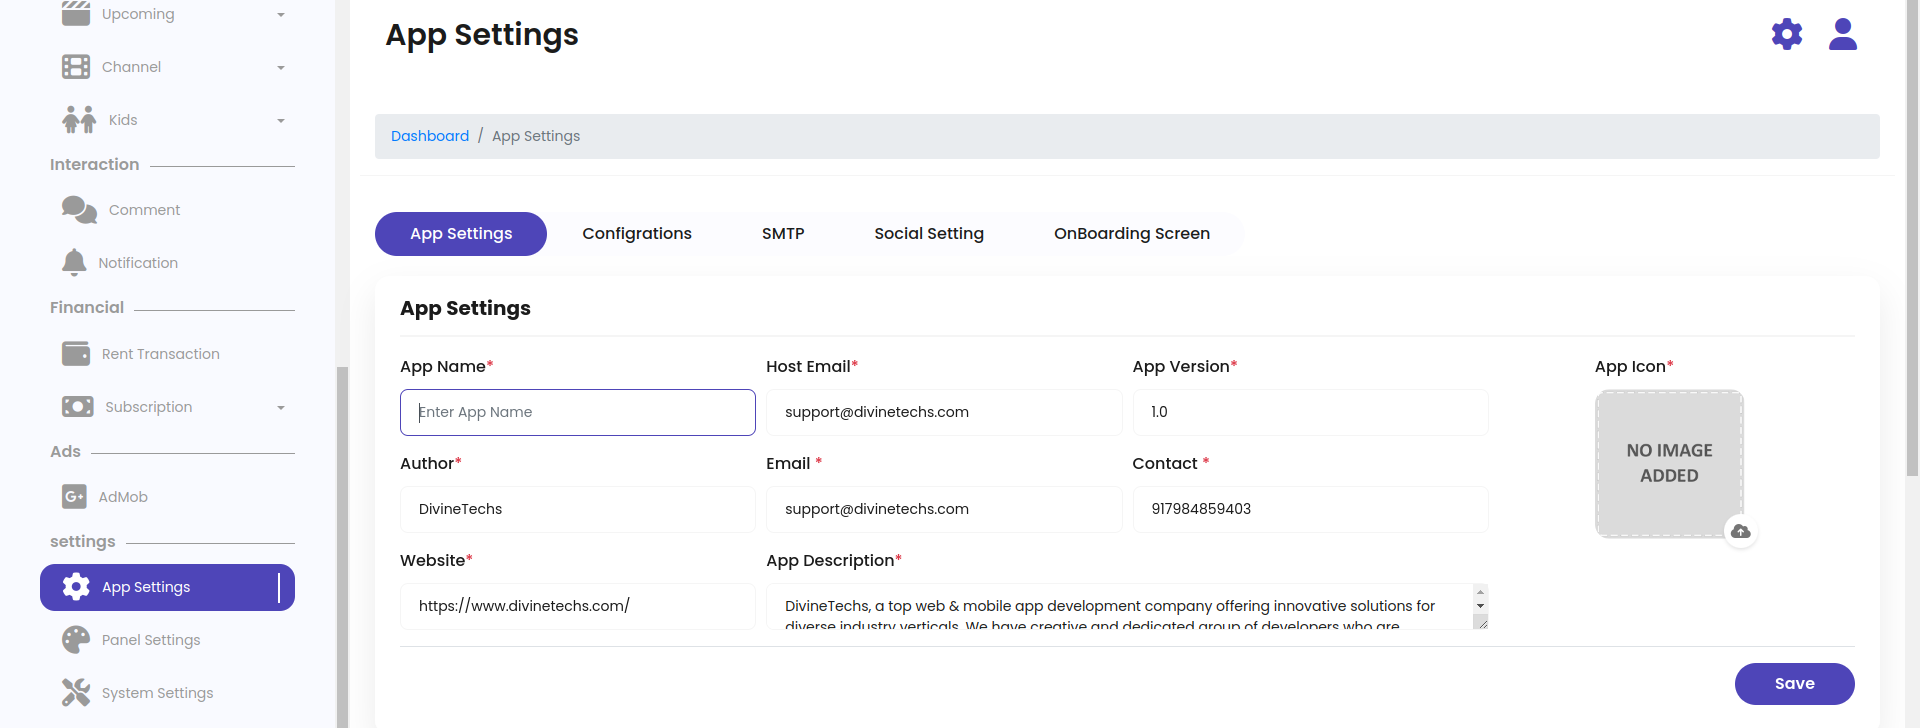 Upcoming
Channel
Kids
Interaction
Comment
Notification
Financial
Rent Transaction
Subscription
Ads
G+ AdMob
settings
App Settings
Panel Settings
System Settings
App Settings
Dashboard / App Settings
App Settings Configrations SMTP Social Setting OnBoarding Screen
App Settings
App Name* Host Email* App Version* App Icon*
Enter App Name support@divinetechs.com 1.0
NO IMAGE
ADDED
Author* Email * Contact *
DivineTechs support@divinetechs.com 917984859403
Website* App Description*
https://www.divinetechs.com/ DivineTechs, a top web & mobile app development company offering innovative solutions for
diverse industry verticals. We have creative and dedicated group of developers who are
Save